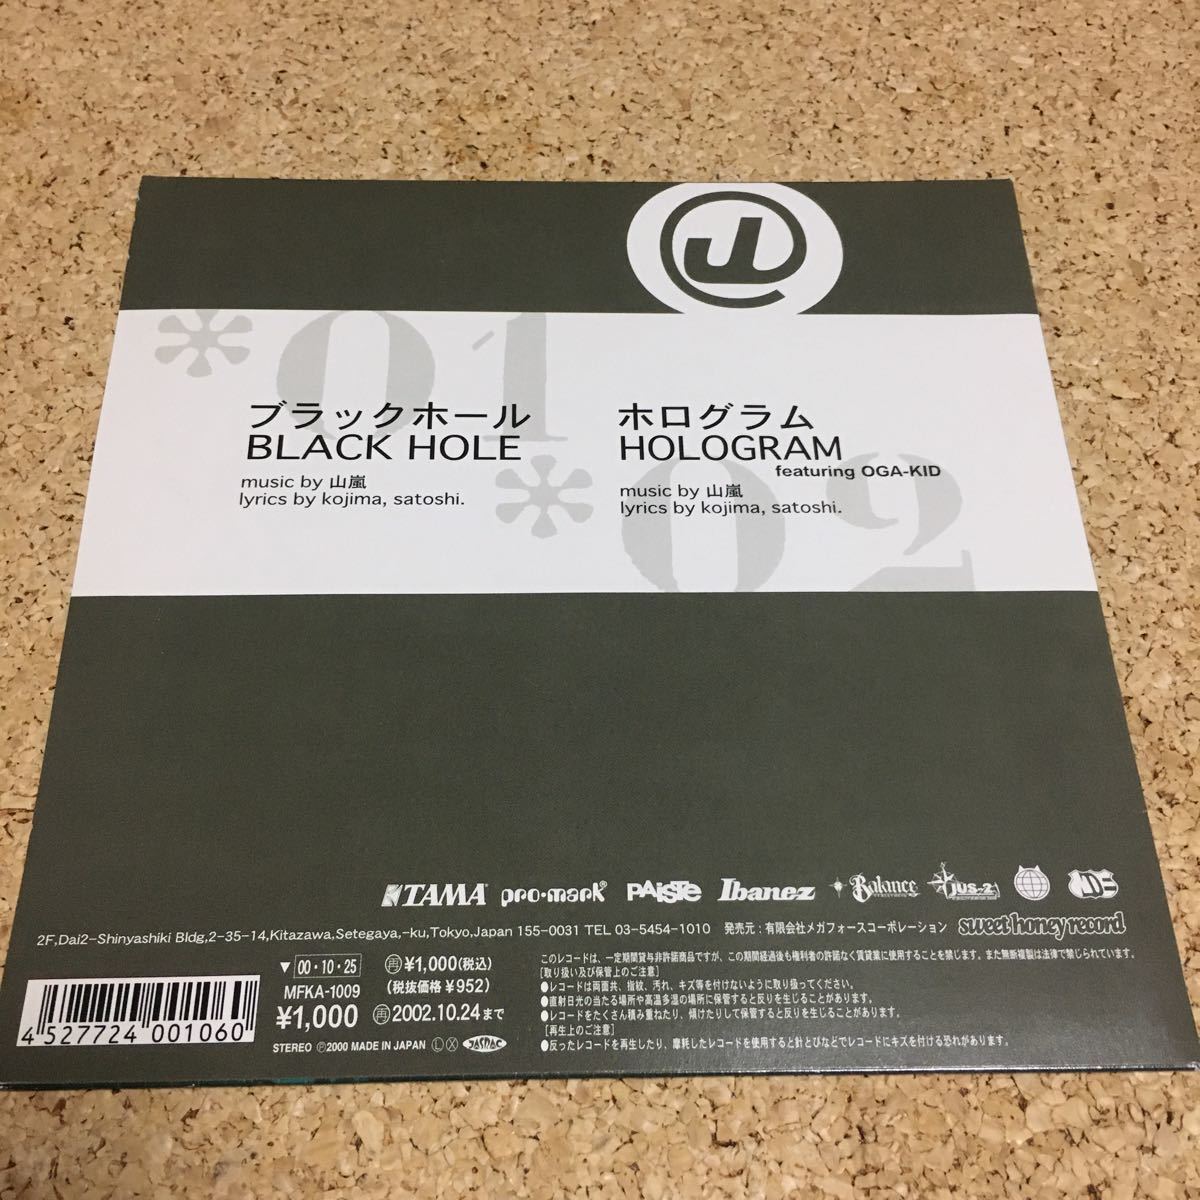 *01
ブラックホール
BLACK HOLE
music by 山嵐
lyrics by kojima, satoshi.
*02
ホログラム
HOLOGRAM
featuring OGA-KID
music by 山嵐
lyrics by kojima, satoshi.
TAMA pro·mark® PAiSTe Ibanez Balance JUS-2
2F,Dai2-Shinyashiki Bldg,2-35-14,Kitazawa,Setegaya,-ku,Tokyo,Japan 155-0031 TEL 03-5454-1010 発売元：有限会社メガフォースコーポレーション sweet honey record
4 527724 001060
▼00·10·25
MFKA-1009
¥1,000
㊢¥1,000(税込)
(税抜価格 ¥952)
㊢2002.10.24まで
STEREO Ⓟ2000 MADE IN JAPAN Ⓛ Ⓧ JASRAC
このレコードは、一定期間貸与非許諾商品ですが、この期間経過後も権利者の許諾なく賃貸業に使用することを禁じます。また無断複製は法律で禁じられています。
[取り扱い及び保管上のご注意]
●レコードは両面共、指紋、汚れ、キズ等を付けないように取り扱ってください。
●直射日光の当たる場所や高温多湿の場所に保管すると反りを生じることがあります。
●レコードをたくさん積み重ねたり、傾けたりして保管すると反りを生じることがあります。
[再生上のご注意]
●反ったレコードを再生したり、摩耗したレコードを使用すると針とびなどでレコードにキズを付ける恐れがあります。